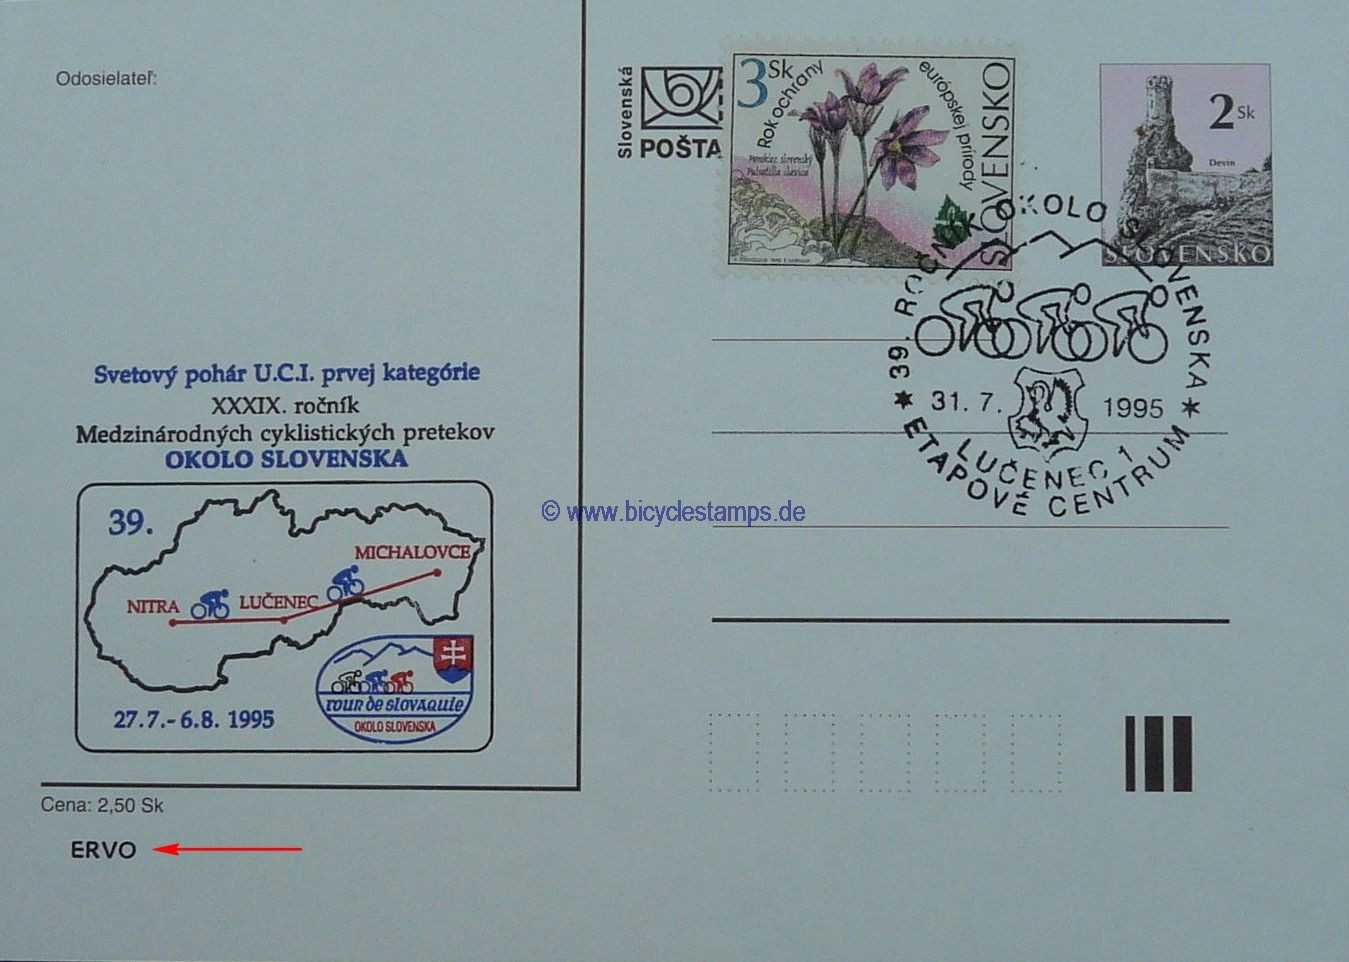 Odosielateľ:
Svetový pohár U.C.I. prvej kategórie
XXXIX. ročník
Medzinárodných cyklistických pretekov
OKOLO SLOVENSKA
39.
MICHALOVCE
NITRA
LUČENEC
27.7.-6.8. 1995
TOUR DE SLOVAQUIE
OKOLO SLOVENSKA
Cena: 2,50 Sk
ERVO
© www.bicyclestamps.de
Slovenská
POŠTA
3 Sk
Rok ochrany
európskej prírody
Poniklec slovenský
Pulsatilla slavica
SLOVENSKO
2 Sk
Devín
SLOVENSKO
39. ROČNÍK OKOLO SLOVENSKA
31. 7. 1995
LUČENEC 1
* ETAPOVÉ CENTRUM *